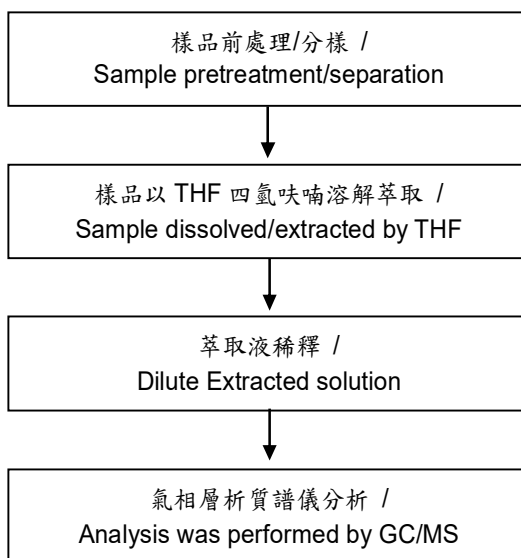 樣品前處理/分樣 /
Sample pretreatment/separation
樣品以 THF 四氫呋喃溶解萃取 /
Sample dissolved/extracted by THF
萃取液稀釋 /
Dilute Extracted solution
氣相層析質譜儀分析 /
Analysis was performed by GC/MS